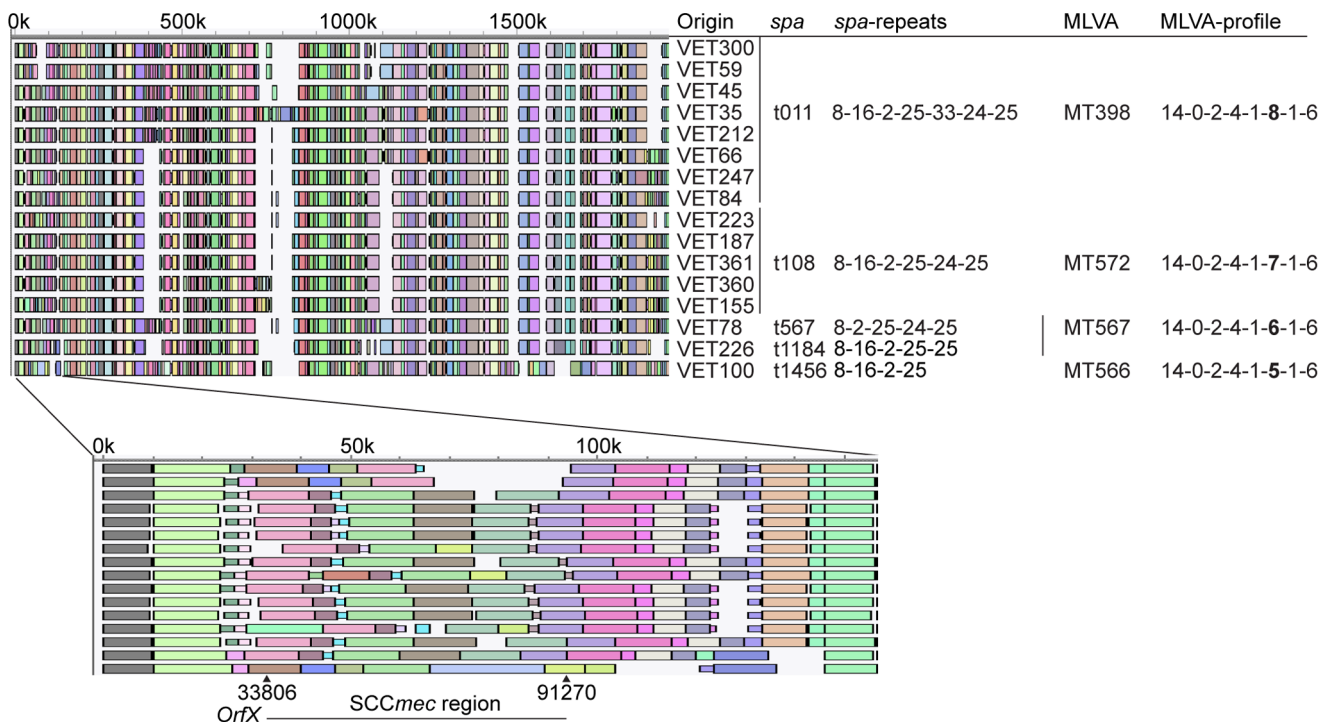 0k 500k 1000k 1500k Origin spa spa-repeats MLVA MLVA-profile
VET300
VET59
VET45
VET35 t011 8-16-2-25-33-24-25 MT398 14-0-2-4-1-8-1-6
VET212
VET66
VET247
VET84
VET223
VET187
VET361 t108 8-16-2-25-24-25 MT572 14-0-2-4-1-7-1-6
VET360
VET155
VET78 t567 8-2-25-24-25 MT567 14-0-2-4-1-6-1-6
VET226 t1184 8-16-2-25-25
VET100 t1456 8-16-2-25 MT566 14-0-2-4-1-5-1-6
0k 50k 100k
33806 91270
OrfX SCCmec region